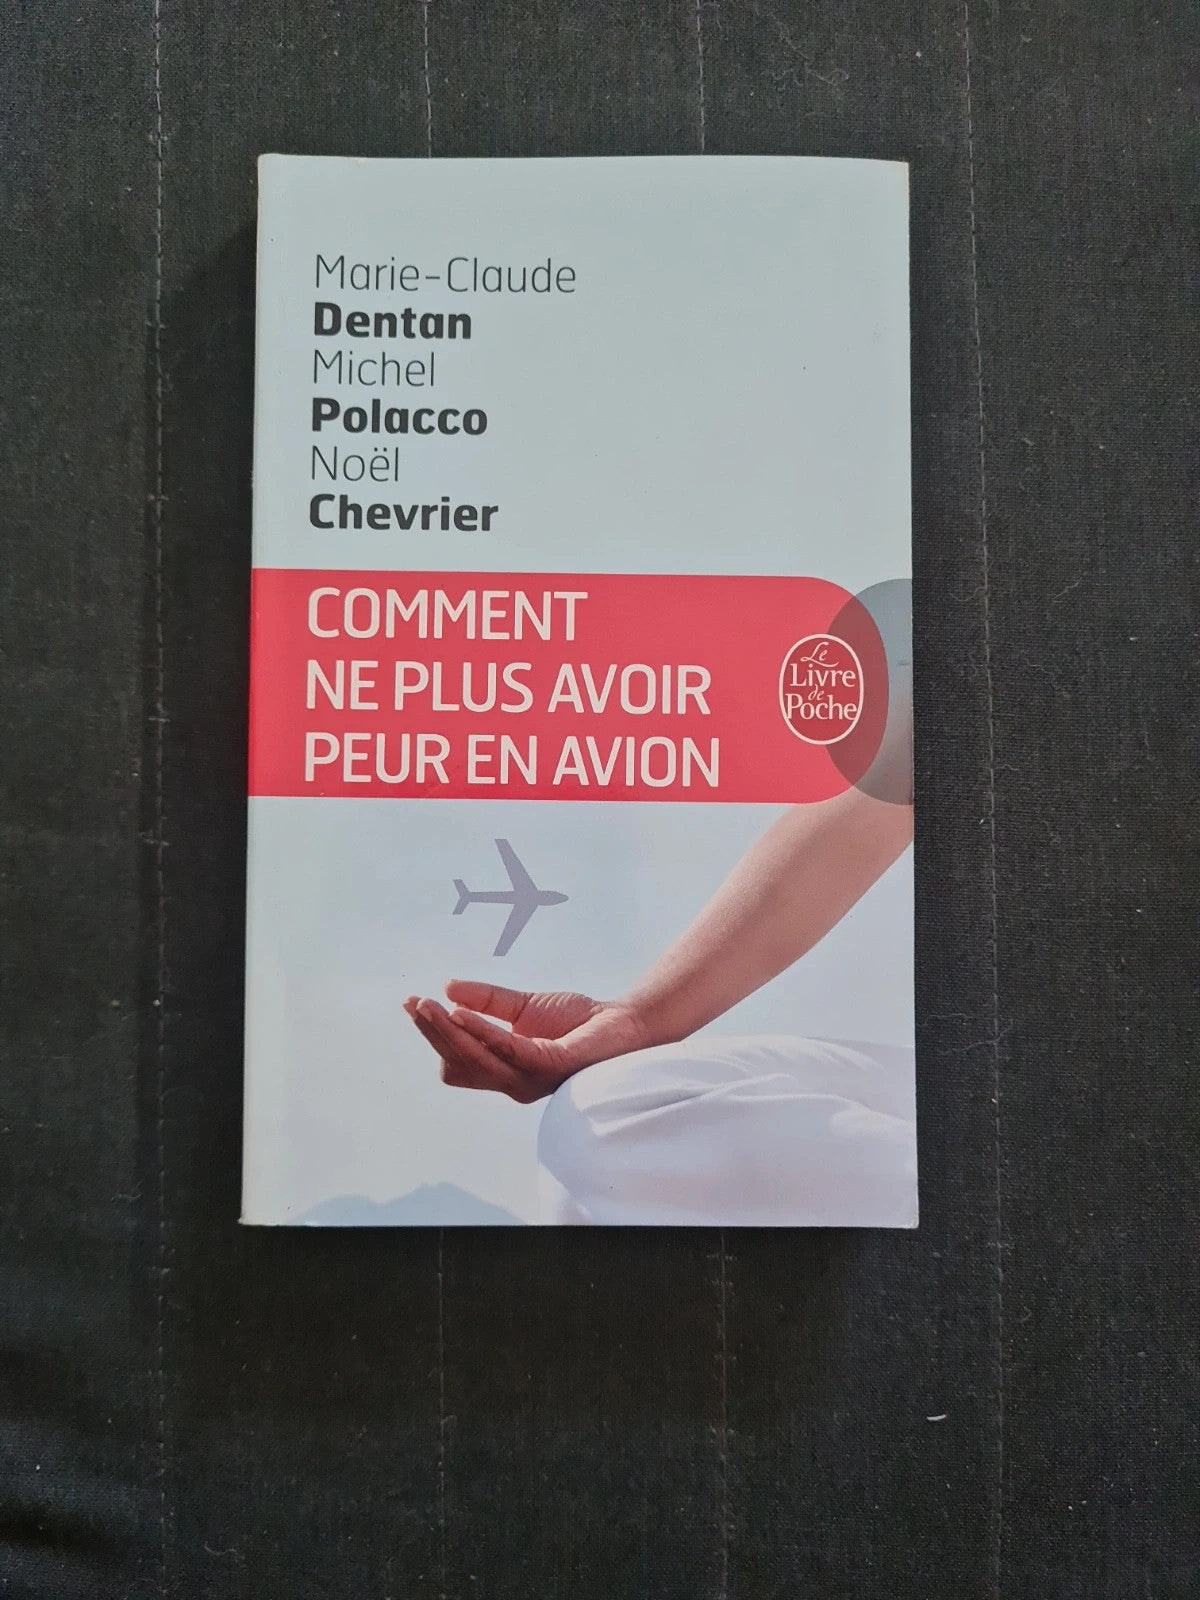 Marie-Claude
Dentan
Michel
Polacco
Noël
Chevrier
COMMENT
NE PLUS AVOIR
PEUR EN AVION
Le
Livre
de
Poche